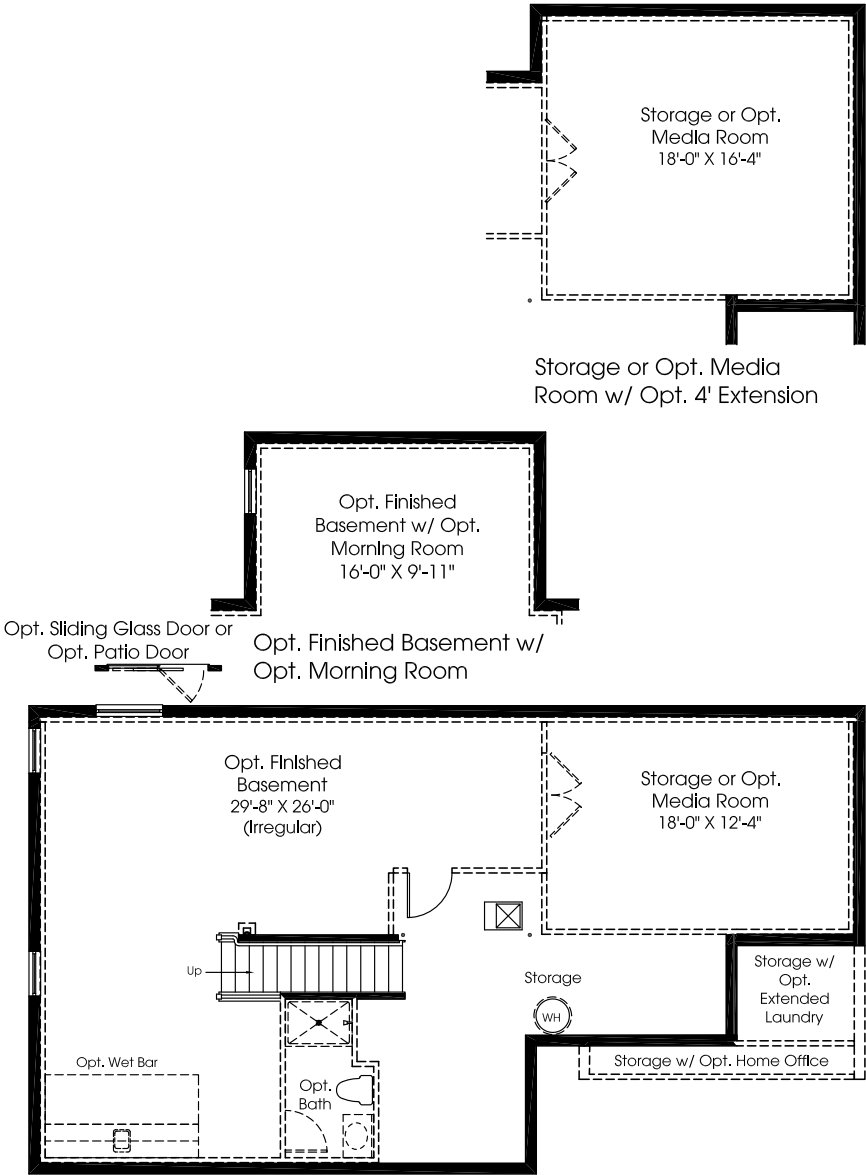 Storage or Opt.
Media Room
18'-0" X 16'-4"
Storage or Opt. Media
Room w/ Opt. 4' Extension
Opt. Finished
Basement w/ Opt.
Morning Room
16'-0" X 9'-11"
Opt. Sliding Glass Door or
Opt. Patio Door
Opt. Finished Basement w/
Opt. Morning Room
Opt. Finished
Basement
29'-8" X 26'-0"
(Irregular)
Storage or Opt.
Media Room
18'-0" X 12'-4"
Up
Storage
WH
Storage w/
Opt.
Extended
Laundry
Storage w/ Opt. Home Office
Opt. Wet Bar
Opt.
Bath